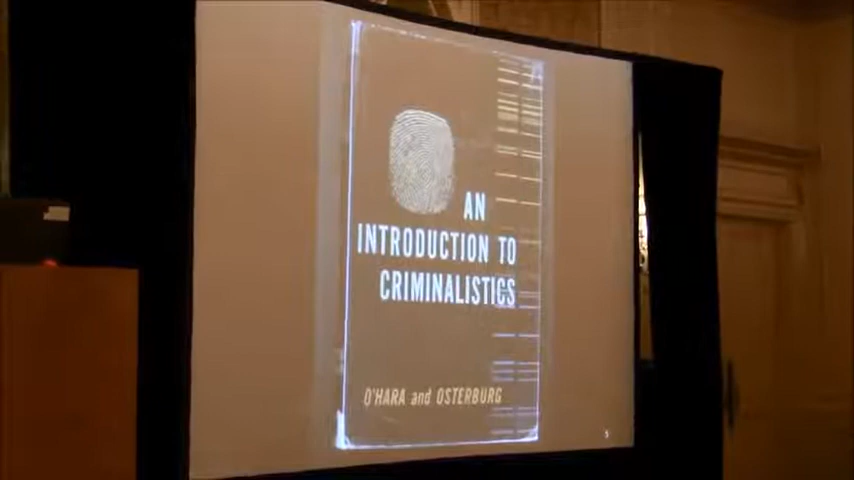 AN
INTRODUCTION TO
CRIMINALISTICS
O'HARA and OSTERBURG